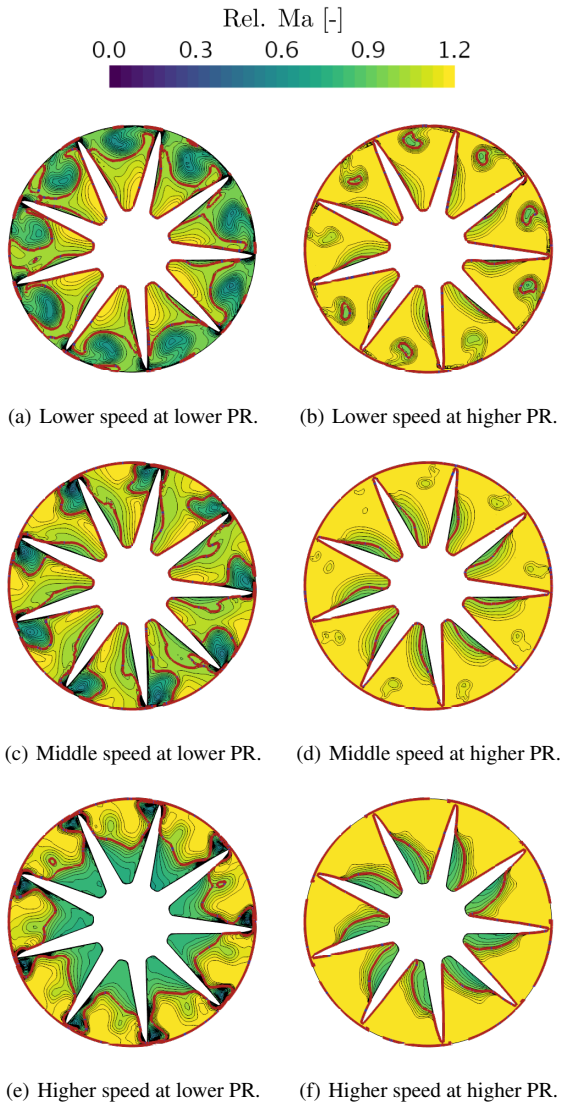 Rel. Ma [-]
0.0 0.3 0.6 0.9 1.2
(a) Lower speed at lower PR. (b) Lower speed at higher PR.
(c) Middle speed at lower PR. (d) Middle speed at higher PR.
(e) Higher speed at lower PR. (f) Higher speed at higher PR.